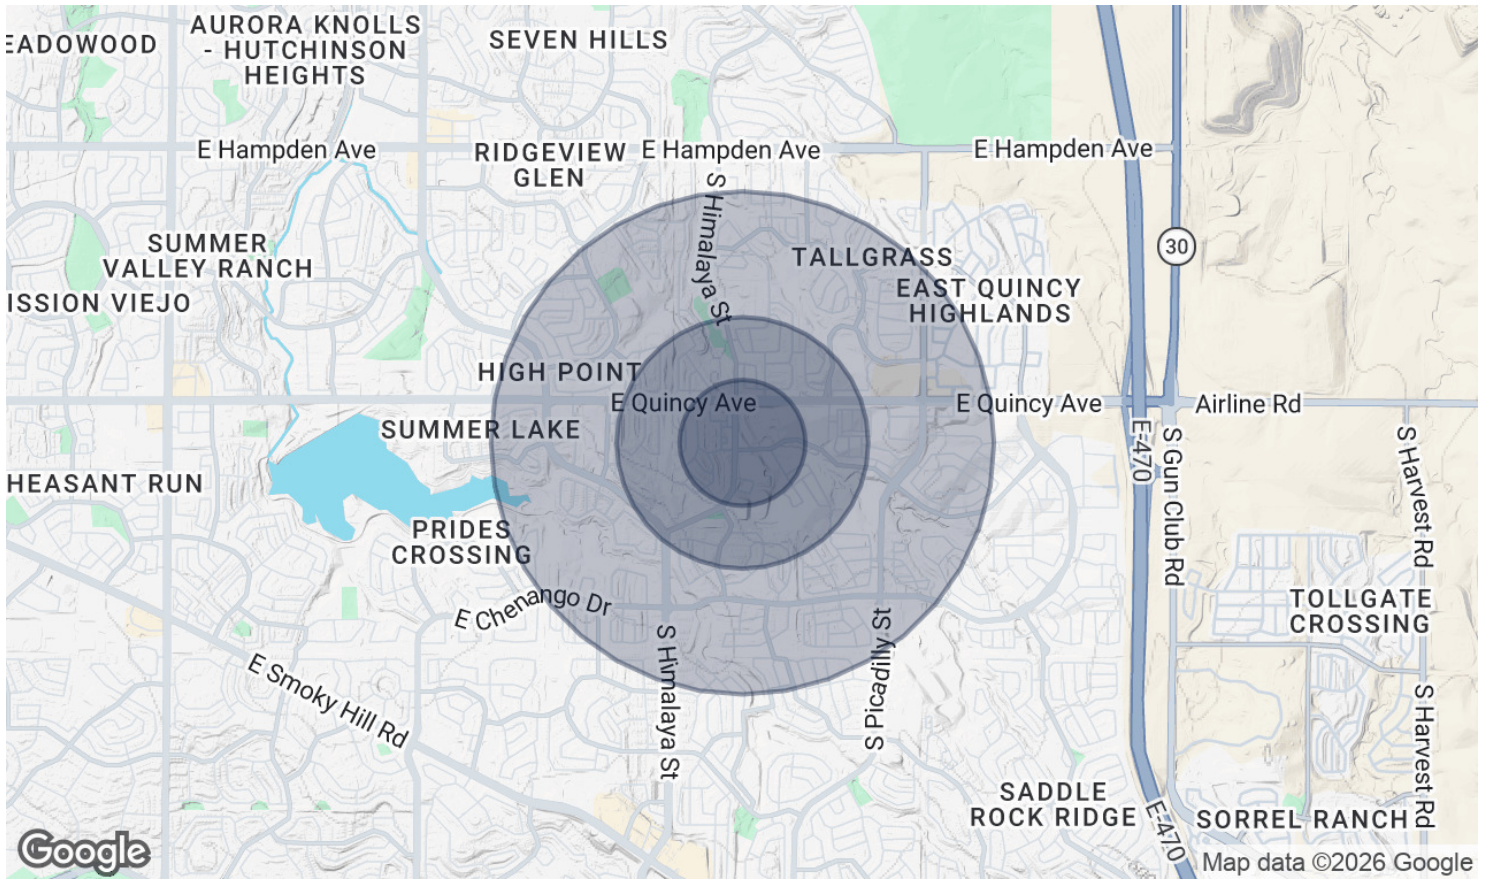 EADOWOOD
AURORA KNOLLS
- HUTCHINSON
HEIGHTS
SEVEN HILLS
E Hampden Ave
RIDGEVIEW
GLEN
E Hampden Ave
E Hampden Ave
S Himalaya St
SUMMER
VALLEY RANCH
TALLGRASS
30
ISSION VIEJO
EAST QUINCY
HIGHLANDS
HIGH POINT
E Quincy Ave
E Quincy Ave
Airline Rd
SUMMER LAKE
E-470
S Gun Club Rd
S Harvest Rd
HEASANT RUN
PRIDES
CROSSING
E Chenango Dr
TOLLGATE
CROSSING
S Himalaya St
S Picadilly St
E Smoky Hill Rd
S Harvest Rd
SADDLE
ROCK RIDGE
E-470
SORREL RANCH
Google
Map data ©2026 Google